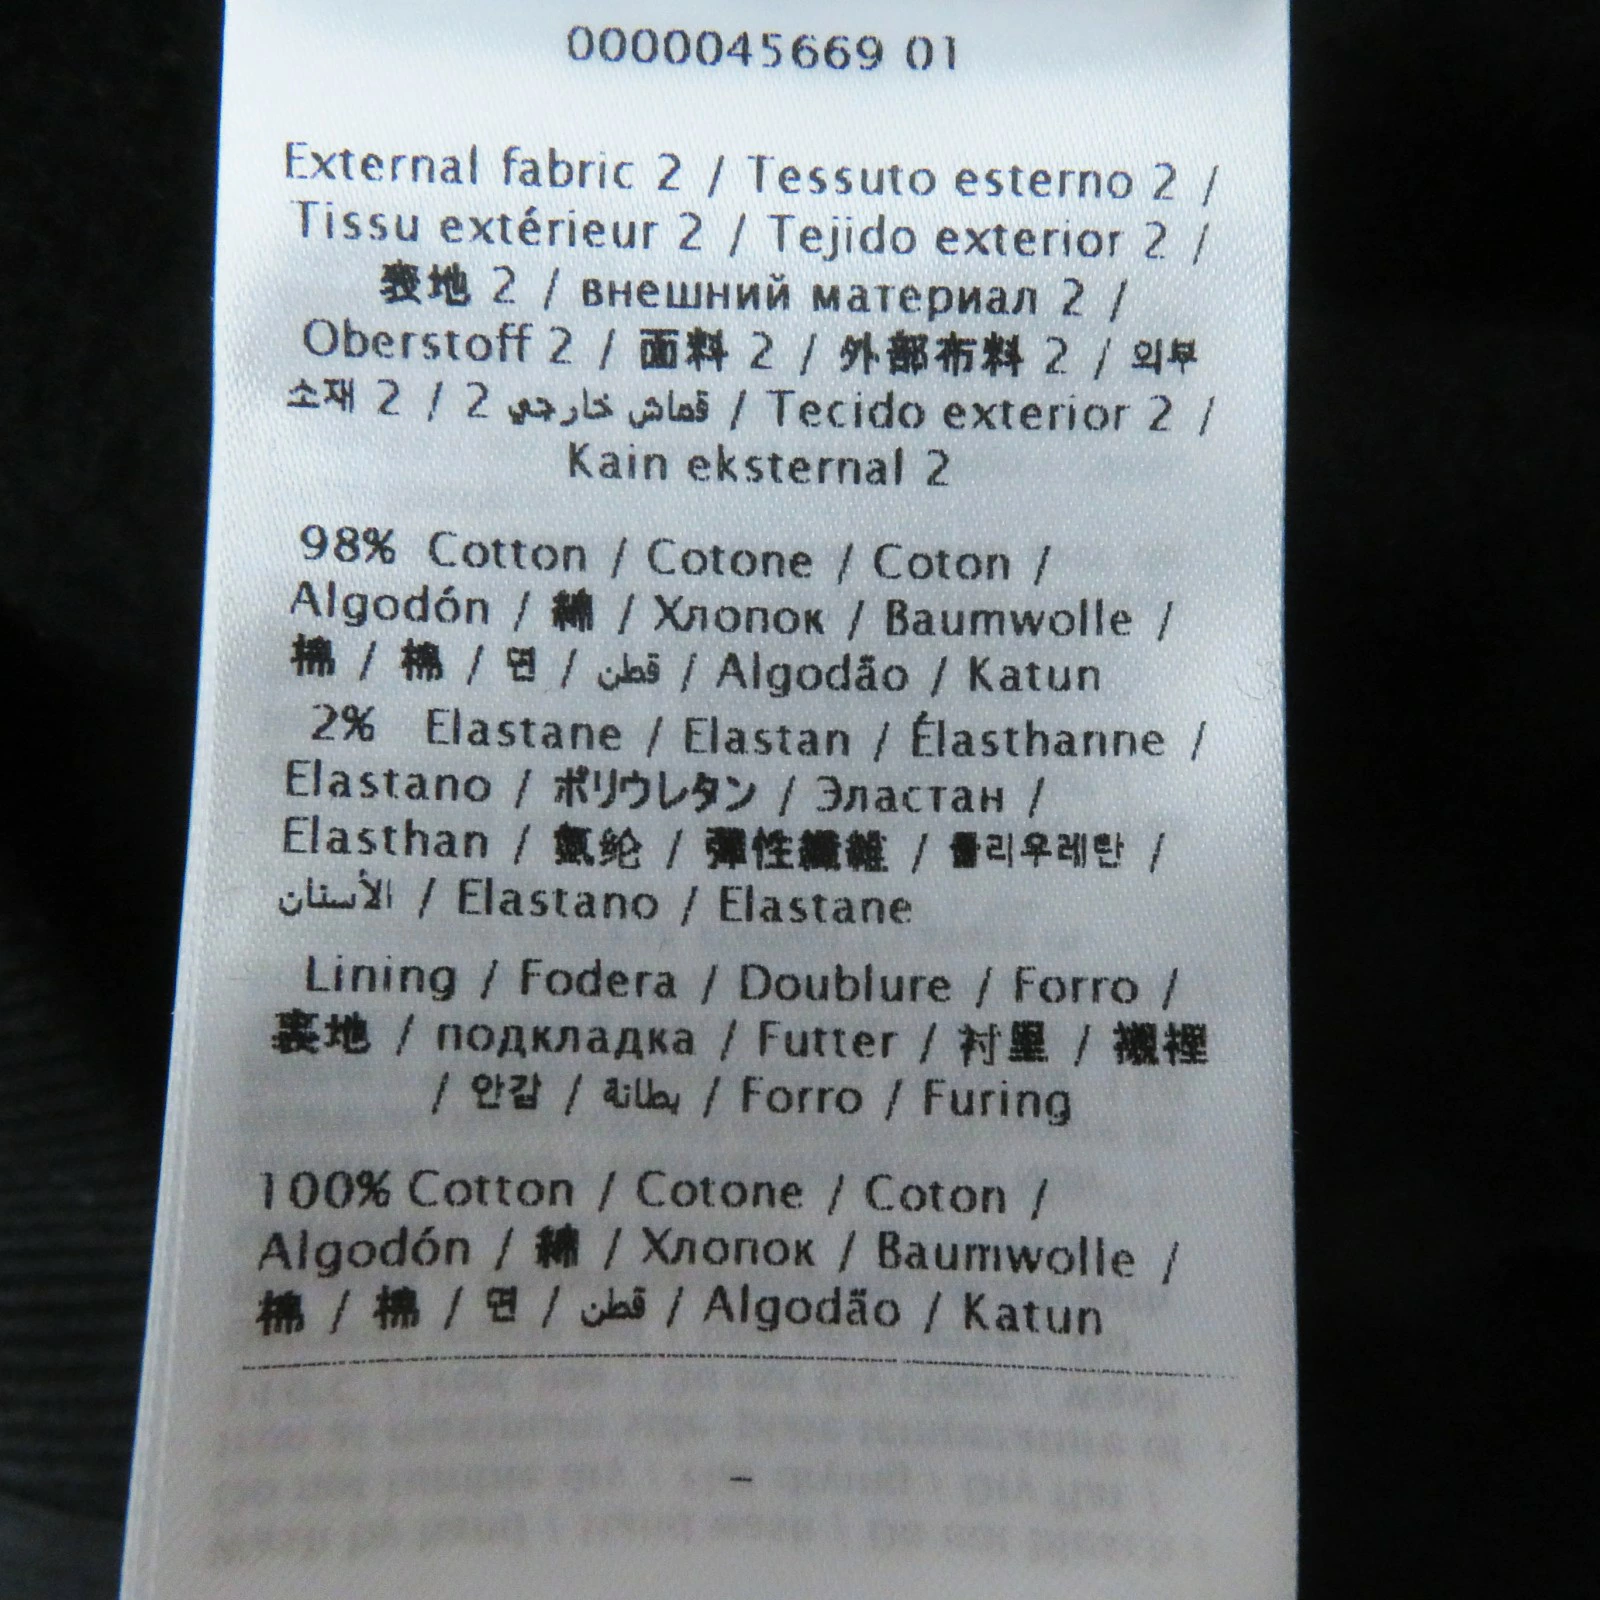 0000045669 01
External fabric 2 / Tessuto esterno 2 /
Tissu extérieur 2 / Tejido exterior 2 /
表地 2 / внешний материал 2 /
Oberstoff 2 / 面料 2 / 外部布料 2 / 외부
소재 2 / 2 قماش خارجي / Tecido exterior 2 /
Kain eksternal 2
98% Cotton / Cotone / Coton /
Algodón / 綿 / Хлопок / Baumwolle /
棉 / 棉 / 면 / قطن / Algodão / Katun
2% Elastane / Elastan / Élasthanne /
Elastano / ポリウレタン / Эластан /
Elasthan / 氨纶 / 彈性纖維 / 폴리우레탄 /
الأستان / Elastano / Elastane
Lining / Fodera / Doublure / Forro /
裏地 / подкладка / Futter / 衬里 / 襯裡
/ 안감 / بطانة / Forro / Furing
100% Cotton / Cotone / Coton /
Algodón / 綿 / Хлопок / Baumwolle /
棉 / 棉 / 면 / قطن / Algodão / Katun
-